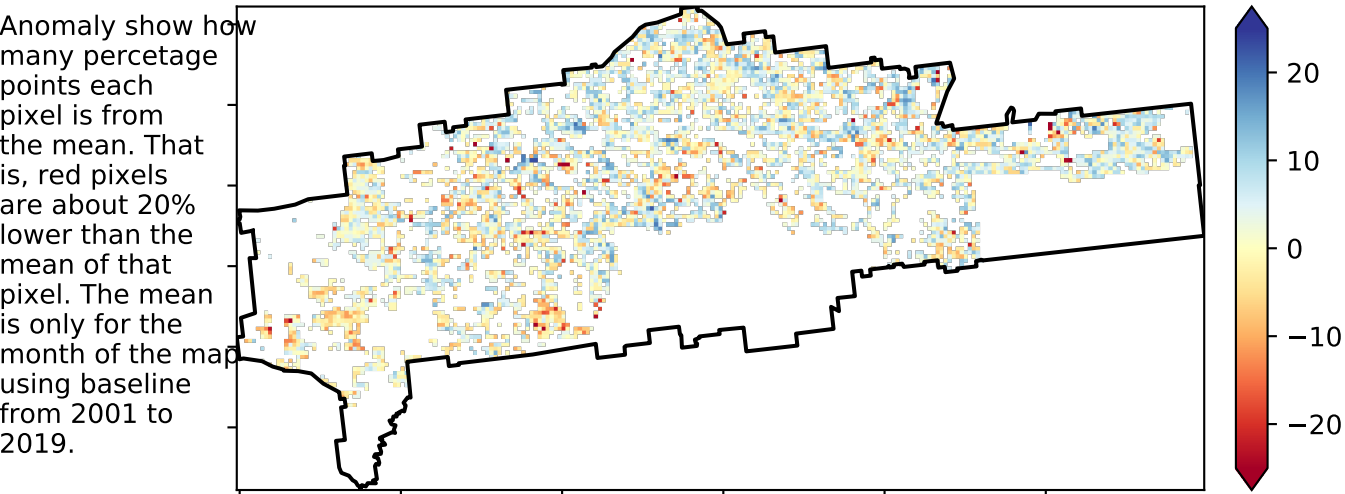 Anomaly show how
many percetage
points each
pixel is from
the mean. That
is, red pixels
are about 20%
lower than the
mean of that
pixel. The mean
is only for the
month of the map
using baseline
from 2001 to
2019.
20
10
0
−10
−20